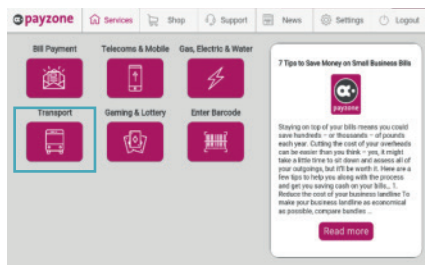 payzone Services Shop Support News Settings Logout
Bill Payment Telecoms & Mobile Gas, Electric & Water
Transport Gaming & Lottery Enter Barcode
7 Tips to Save Money on Small Business Bills
payzone
Staying on top of your bills means you could
save hundreds – or thousands – of pounds
each year. Cutting the cost of your overheads
can be easier than you think – yes, it might
take a little time to sit down and assess all of
your outgoings, but it'll be worth it. Here are a
few tips to help you along with the process
and get you saving cash on your bills... 1.
Reduce the cost of your business landline To
make your business landline as economical
as possible, compare bundles ...
Read more